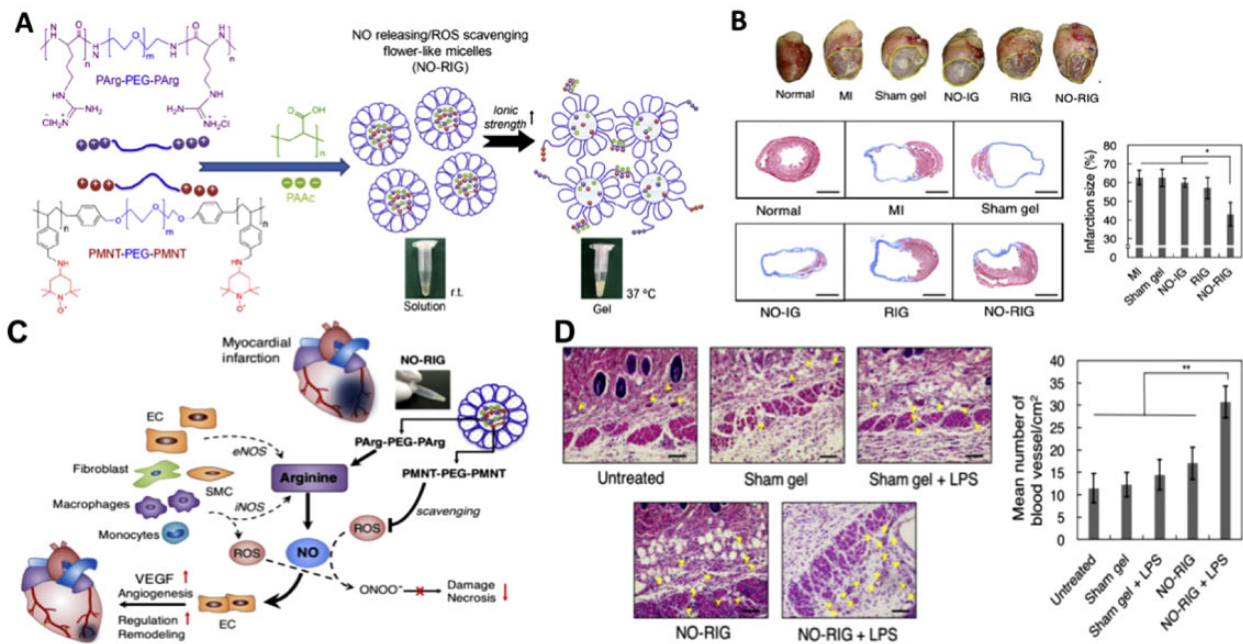 A
NO releasing/ROS scavenging
flower-like micelles
(NO-RIG)
PArg-PEG-PArg
Ionic
strength
PAAc
PMNT-PEG-PMNT
Solution
r.t.
Gel
37 °C
B
Normal
MI
Sham gel
NO-IG
RIG
NO-RIG
Normal
MI
Sham gel
NO-IG
RIG
NO-RIG
Infarction size (%)
80
70
60
50
40
30
*
MI
Sham gel
NO-IG
RIG
NO-RIG
C
Myocardial
infarction
NO-RIG
EC
eNOS
PArg-PEG-PArg
Fibroblast
SMC
Arginine
PMNT-PEG-PMNT
Macrophages
iNOS
scavenging
Monocytes
ROS
NO
ROS
VEGF
Angiogenesis
Regulation
Remodeling
EC
ONOO⁻
Damage
Necrosis
D
Untreated
Sham gel
Sham gel + LPS
NO-RIG
NO-RIG + LPS
Mean number of
blood vessel/cm²
40
35
30
25
20
15
10
5
0
**
Untreated
Sham gel
Sham gel + LPS
NO-RIG
NO-RIG + LPS